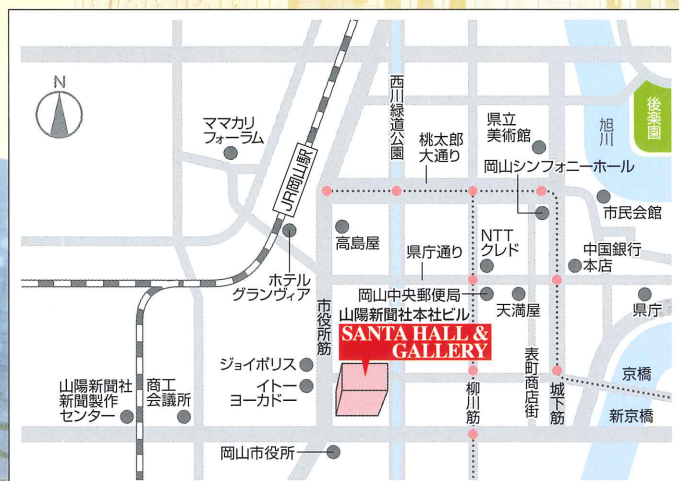 N
ママカリ
フォーラム
JR岡山駅
西川緑道公園
桃太郎
大通り
県立
美術館
旭川
後楽園
岡山シンフォニーホール
市民会館
高島屋
県庁通り
NTT
クレド
中国銀行
本店
ホテル
グランヴィア
市役所筋
岡山中央郵便局
天満屋
県庁
山陽新聞社本社ビル
SANTA HALL &
GALLERY
ジョイポリス
イトー
ヨーカドー
山陽新聞社
新聞製作
センター
商工
会議所
柳川筋
表町商店街
城下筋
京橋
新京橋
岡山市役所